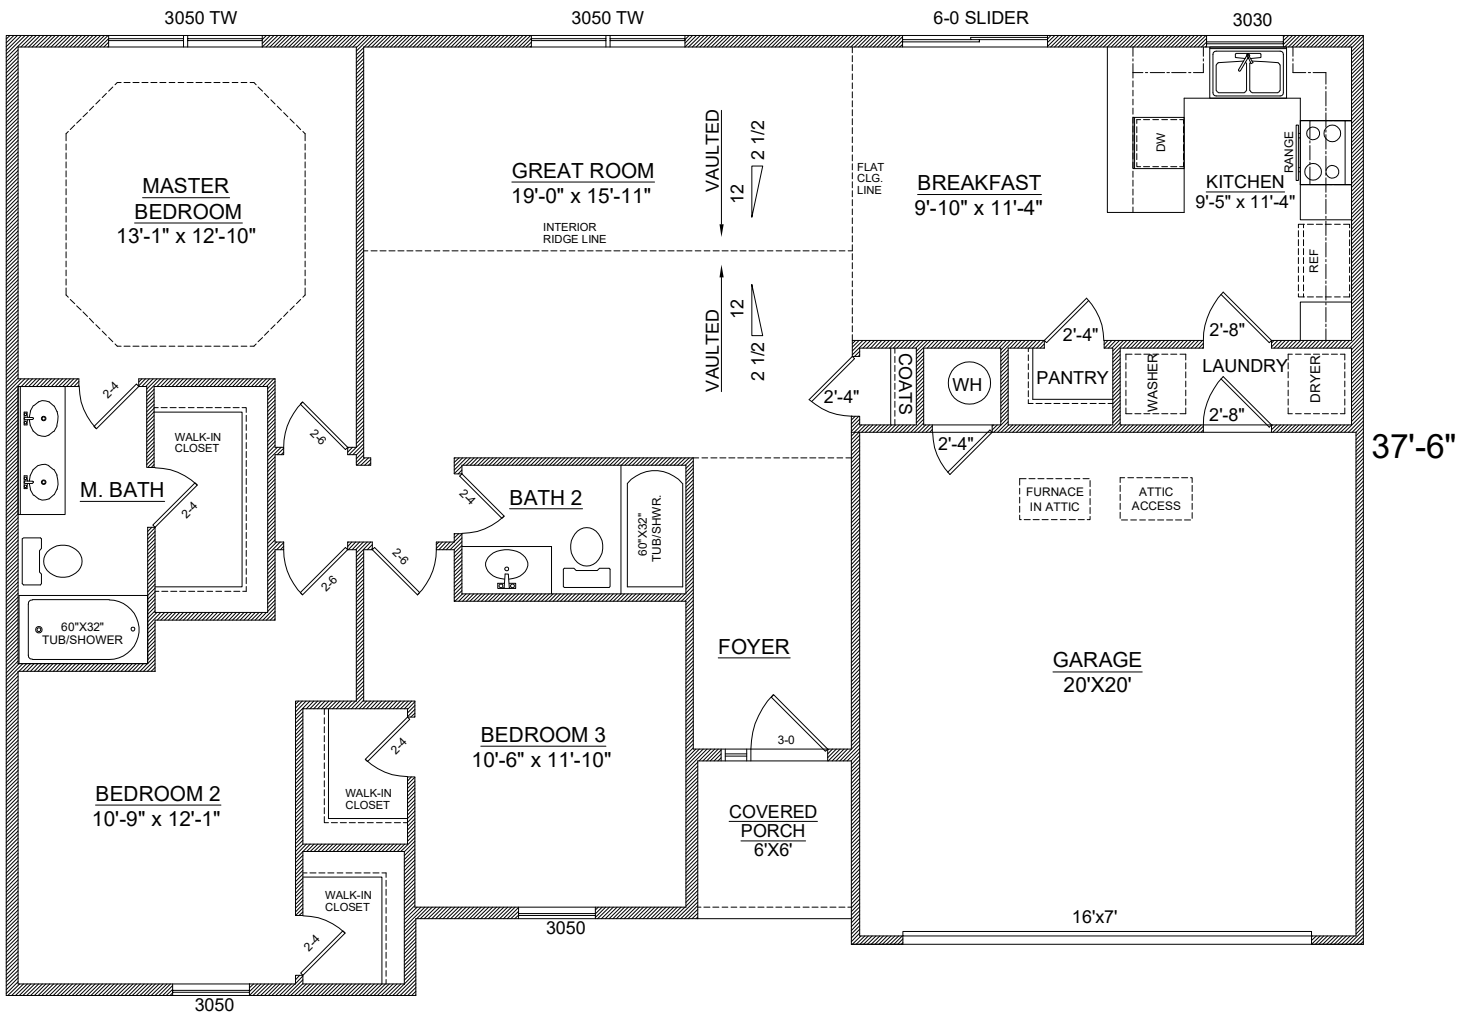 3050 TW
3050 TW
6-0 SLIDER
3030
MASTER
BEDROOM
13'-1" x 12'-10"
GREAT ROOM
19'-0" x 15'-11"
INTERIOR
RIDGE LINE
VAULTED
12
2 1/2
VAULTED
12
2 1/2
FLAT
CLG.
LINE
BREAKFAST
9'-10" x 11'-4"
DW
KITCHEN
9'-5" x 11'-4"
RANGE
REF
2'-4"
2'-8"
2-4
WALK-IN
CLOSET
2-6
M. BATH
2-4
60"X32"
TUB/SHOWER
2-4
BATH 2
60"X32"
TUB/SHWR.
2-6
2-6
2'-4"
COATS
WH
2'-4"
PANTRY
WASHER
LAUNDRY
DRYER
2'-8"
37'-6"
FURNACE
IN ATTIC
ATTIC
ACCESS
FOYER
3-0
GARAGE
20'X20'
BEDROOM 3
10'-6" x 11'-10"
2-4
WALK-IN
CLOSET
BEDROOM 2
10'-9" x 12'-1"
COVERED
PORCH
6'X6'
WALK-IN
CLOSET
2-4
16'x7'
3050
3050